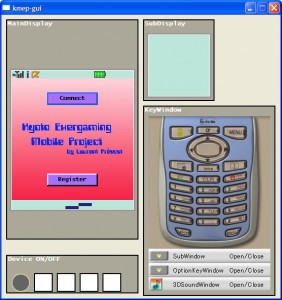 kmep-gui
MainDisplay
SubDisplay
Connect
Kyoto Exergaming
Mobile Project
by Laurent Prévost
Register
KeyWindow
CLR
MENU
SubWindow Open/Close
OptionKeyWindow Open/Close
3DSoundWindow Open/Close
Device ON/OFF